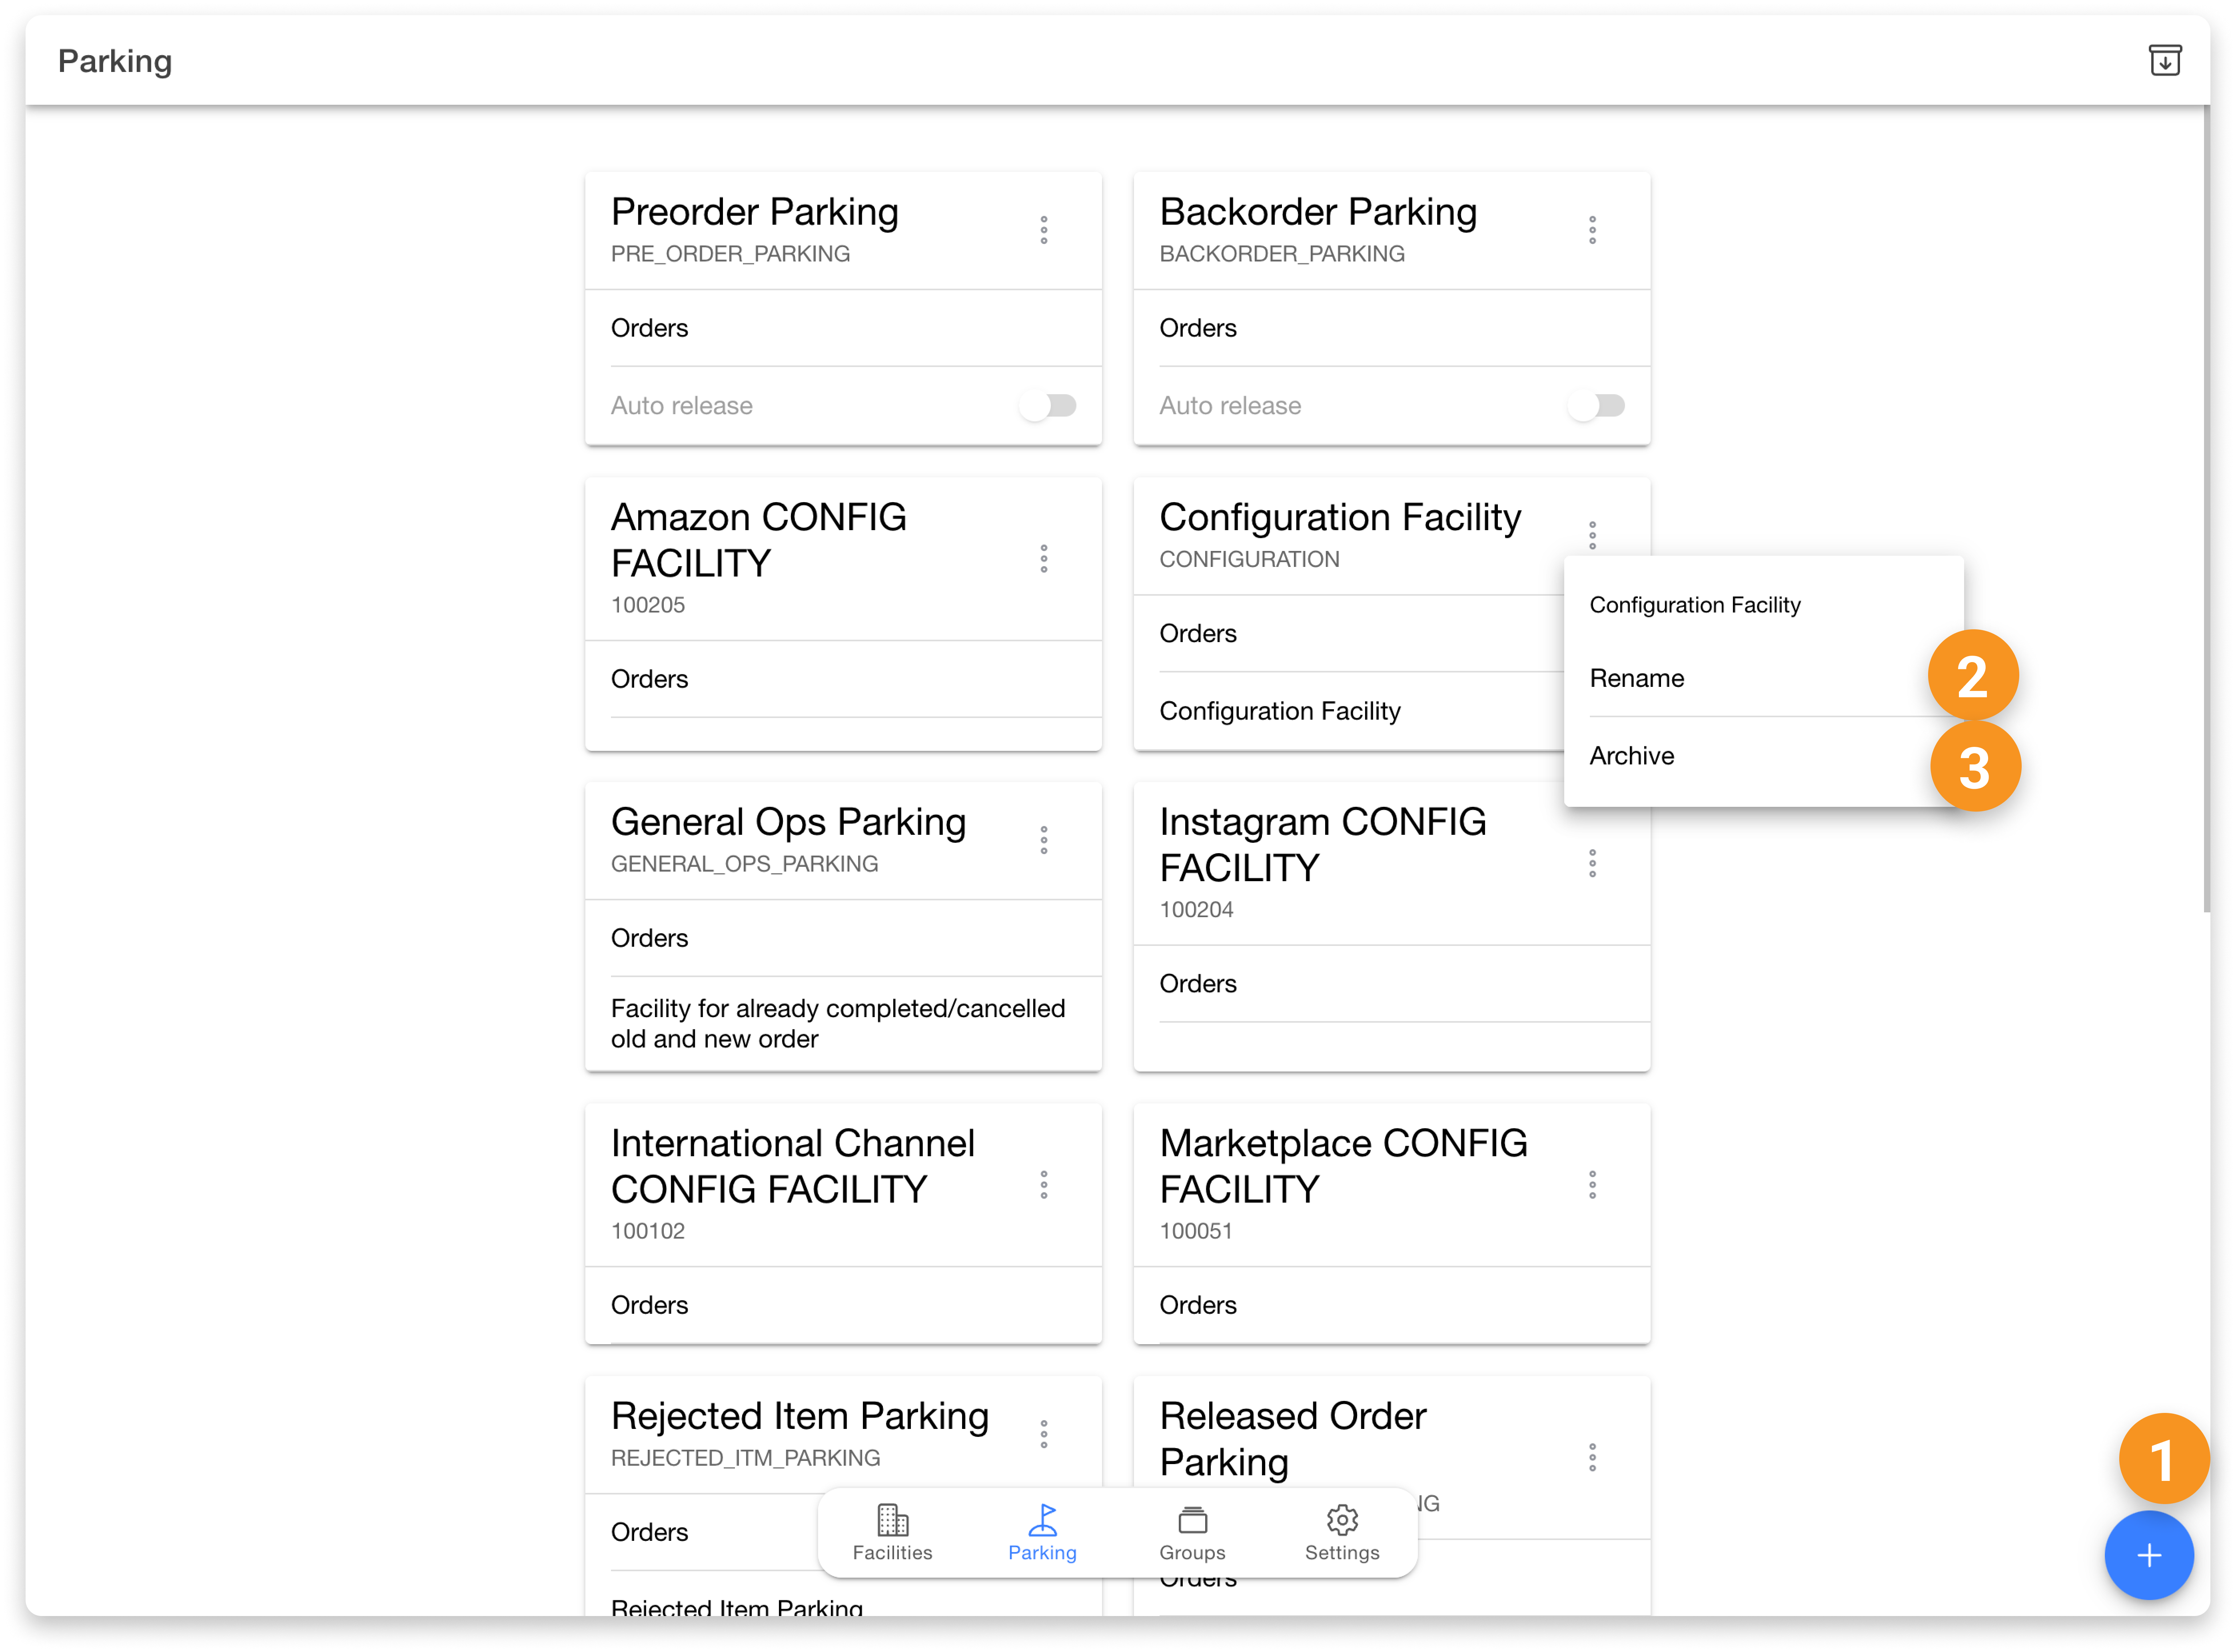 Parking
Preorder Parking
PRE_ORDER_PARKING
Orders
Auto release
Backorder Parking
BACKORDER_PARKING
Orders
Auto release
Amazon CONFIG
FACILITY
100205
Orders
Configuration Facility
CONFIGURATION
Orders
Configuration Facility
Configuration Facility
Rename
2
Archive
3
General Ops Parking
GENERAL_OPS_PARKING
Orders
Facility for already completed/cancelled
old and new order
Instagram CONFIG
FACILITY
100204
Orders
International Channel
CONFIG FACILITY
100102
Orders
Marketplace CONFIG
FACILITY
100051
Orders
Rejected Item Parking
REJECTED_ITM_PARKING
Orders
Rejected Item Parking
Released Order
Parking
NG
Orders
1
Facilities
Parking
Groups
Settings